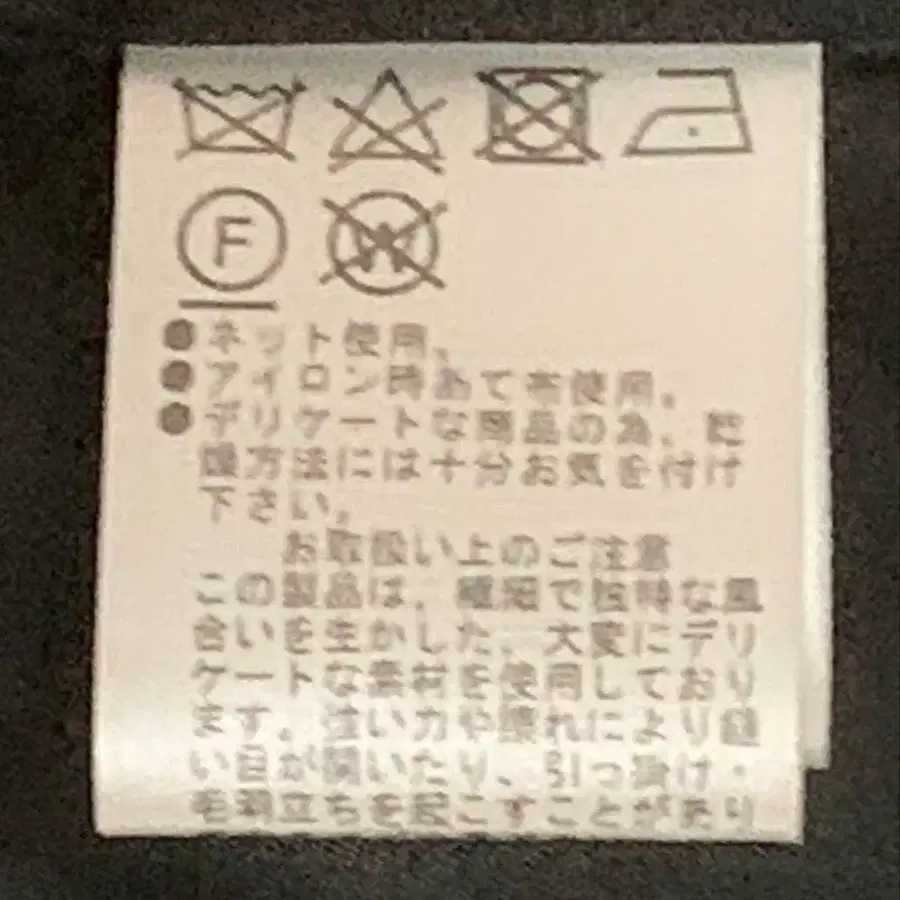 F
W
●ネット使用。
●アイロン時あて布使用。
●デリケートな商品の為、乾
燥方法には十分お気を付け
下さい。
お取扱い上のご注意
この製品は、繊細で独特な風
合いを生かした、大変にデリ
ケートな素材を使用しており
ます。強い力や擦れにより縫
い目が開いたり、引っ掛け・
毛羽立ちを起こすことがあり